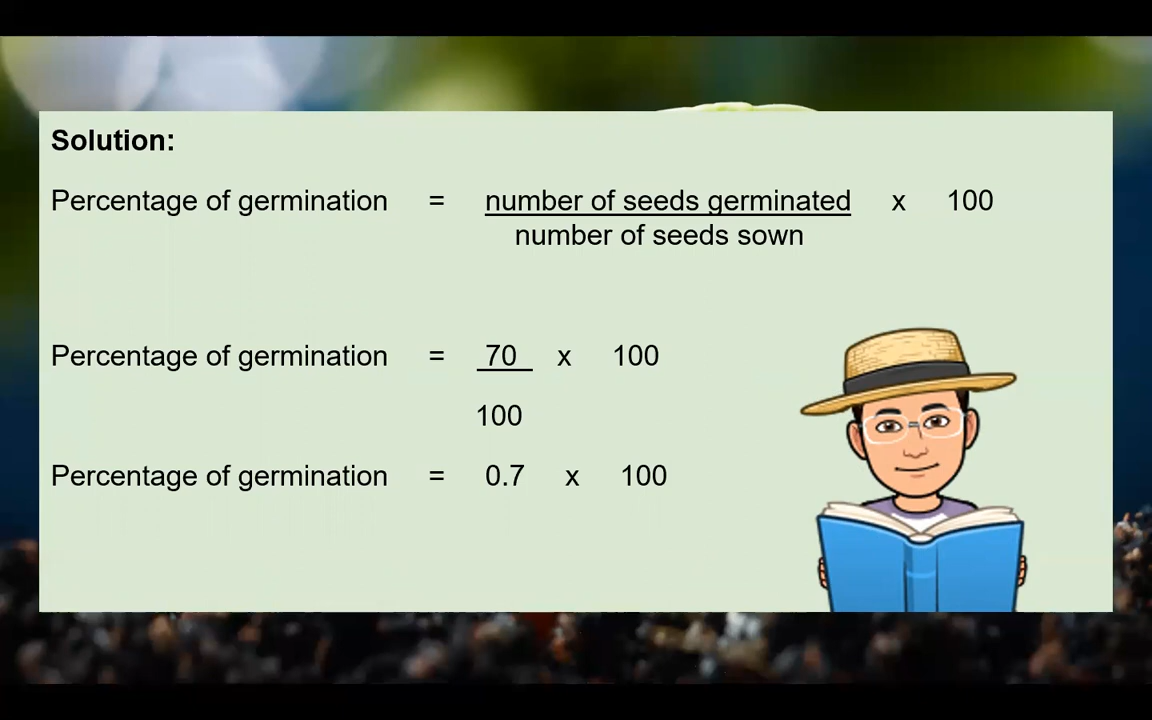 Solution:
Percentage of germination = number of seeds germinated x 100
number of seeds sown
Percentage of germination = 70 x 100
100
Percentage of germination = 0.7 x 100